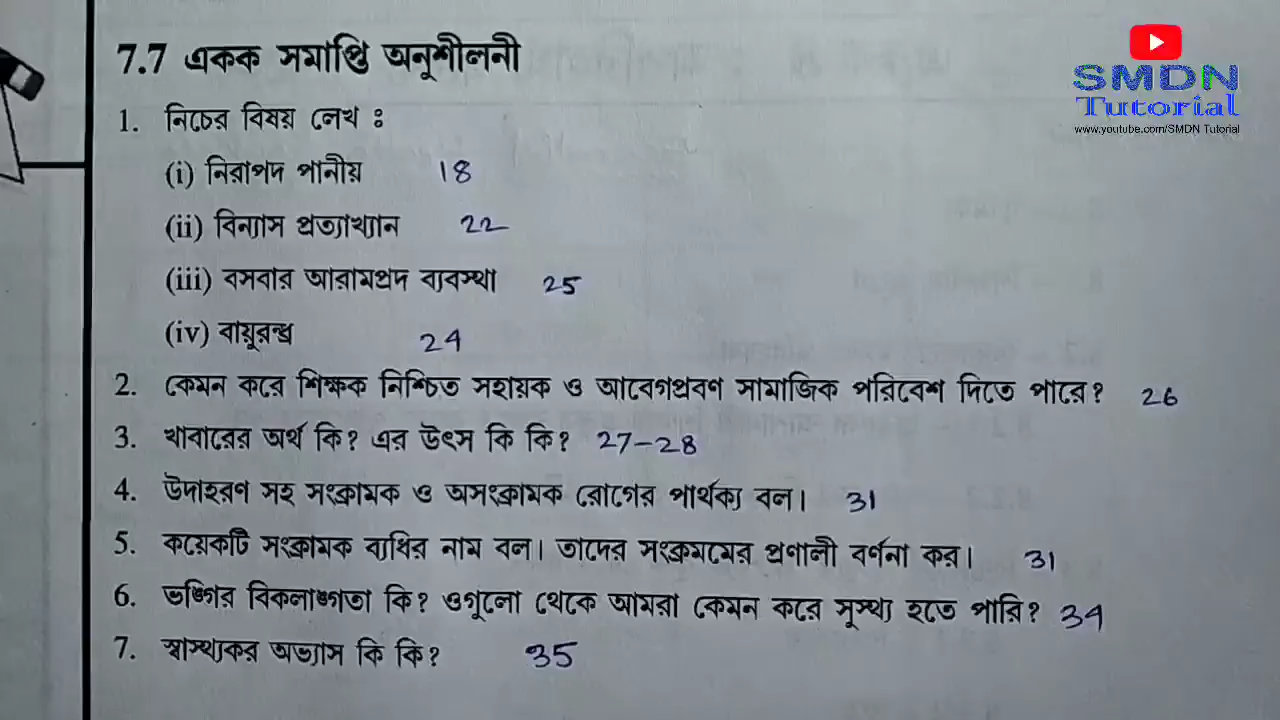 7.7 একক সমাপ্তি অনুশীলনী
SMDN
Tutorial
www.youtube.com/SMDN Tutorial
1. নিচের বিষয় লেখ ঃ
(i) নিরাপদ পানীয় 18
(ii) বিন্যাস প্রত্যাখ্যান 22
(iii) বসবার আরামপ্রদ ব্যবস্থা 25
(iv) বায়ুরন্ধ্র 24
2. কেমন করে শিক্ষক নিশ্চিত সহায়ক ও আবেগপ্রবণ সামাজিক পরিবেশ দিতে পারে? 26
3. খাবারের অর্থ কি? এর উৎস কি কি? 27-28
4. উদাহরণ সহ সংক্রামক ও অসংক্রামক রোগের পার্থক্য বল। 31
5. কয়েকটি সংক্রামক ব্যধির নাম বল। তাদের সংক্রমমের প্রণালী বর্ণনা কর। 31
6. ভঙ্গির বিকলাঙ্গতা কি? ওগুলো থেকে আমরা কেমন করে সুস্থ্য হতে পারি? 34
7. স্বাস্থ্যকর অভ্যাস কি কি? 35